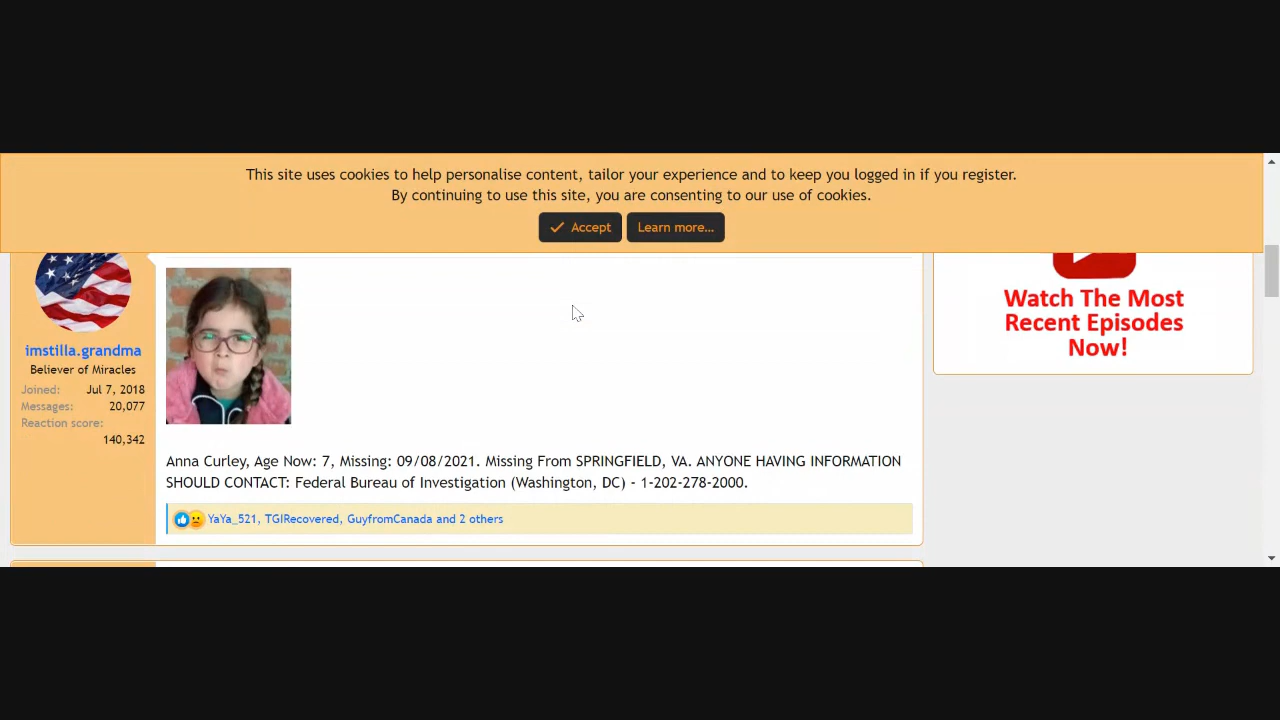 This site uses cookies to help personalise content, tailor your experience and to keep you logged in if you register.
By continuing to use this site, you are consenting to our use of cookies.
Accept
Learn more...
imstilla.grandma
Believer of Miracles
Joined: Jul 7, 2018
Messages: 20,077
Reaction score:
140,342
Anna Curley, Age Now: 7, Missing: 09/08/2021. Missing From SPRINGFIELD, VA. ANYONE HAVING INFORMATION
SHOULD CONTACT: Federal Bureau of Investigation (Washington, DC) - 1-202-278-2000.
YaYa_521, TGIRecovered, GuyfromCanada and 2 others
Watch The Most
Recent Episodes
Now!